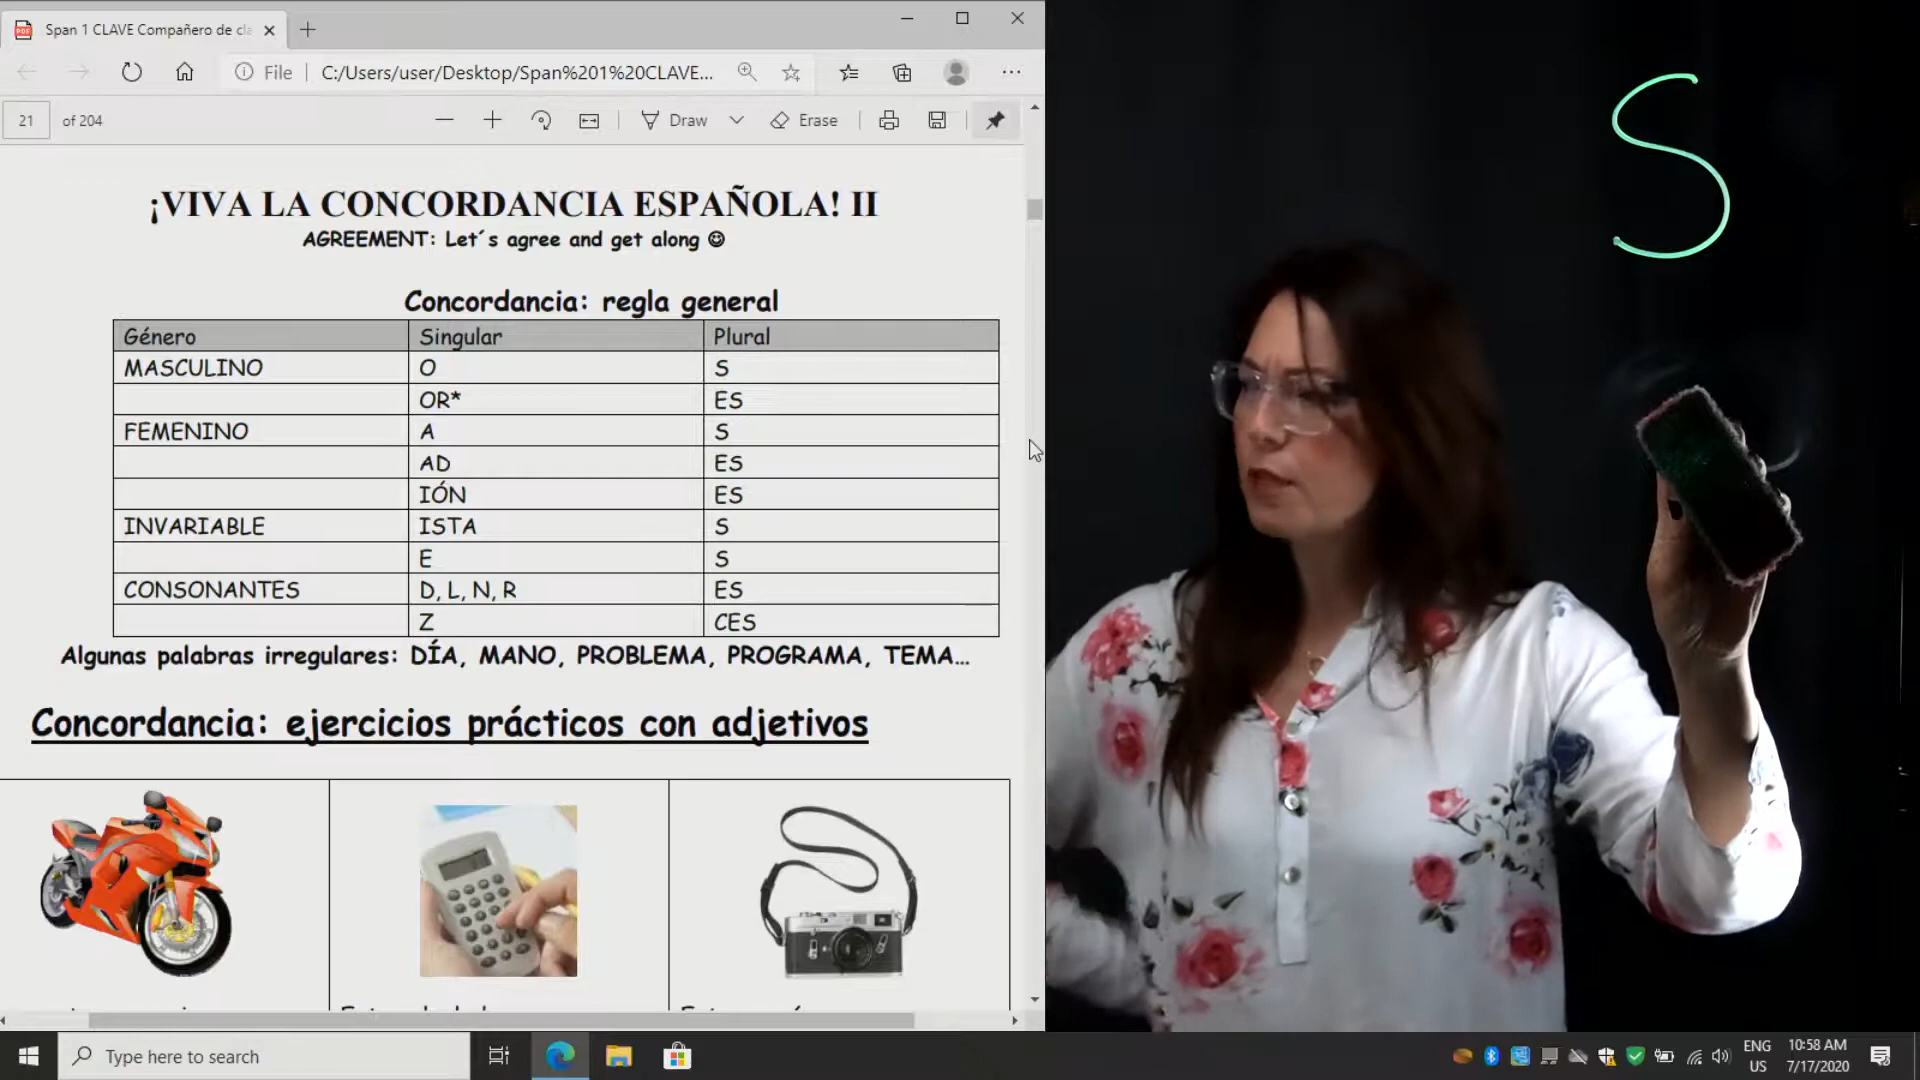 Span 1 CLAVE Compañero de cla
File
C:/Users/user/Desktop/Span%201%20CLAVE...
21 of 204
Draw
Erase
¡VIVA LA CONCORDANCIA ESPAÑOLA! II
AGREEMENT: Let´s agree and get along ☺
Concordancia: regla general
Género Singular Plural
MASCULINO O S
OR* ES
FEMENINO A S
AD ES
IÓN ES
INVARIABLE ISTA S
E S
CONSONANTES D, L, N, R ES
Z CES
Algunas palabras irregulares: DÍA, MANO, PROBLEMA, PROGRAMA, TEMA…
Concordancia: ejercicios prácticos con adjetivos
S
Type here to search
ENG
US
10:58 AM
7/17/2020